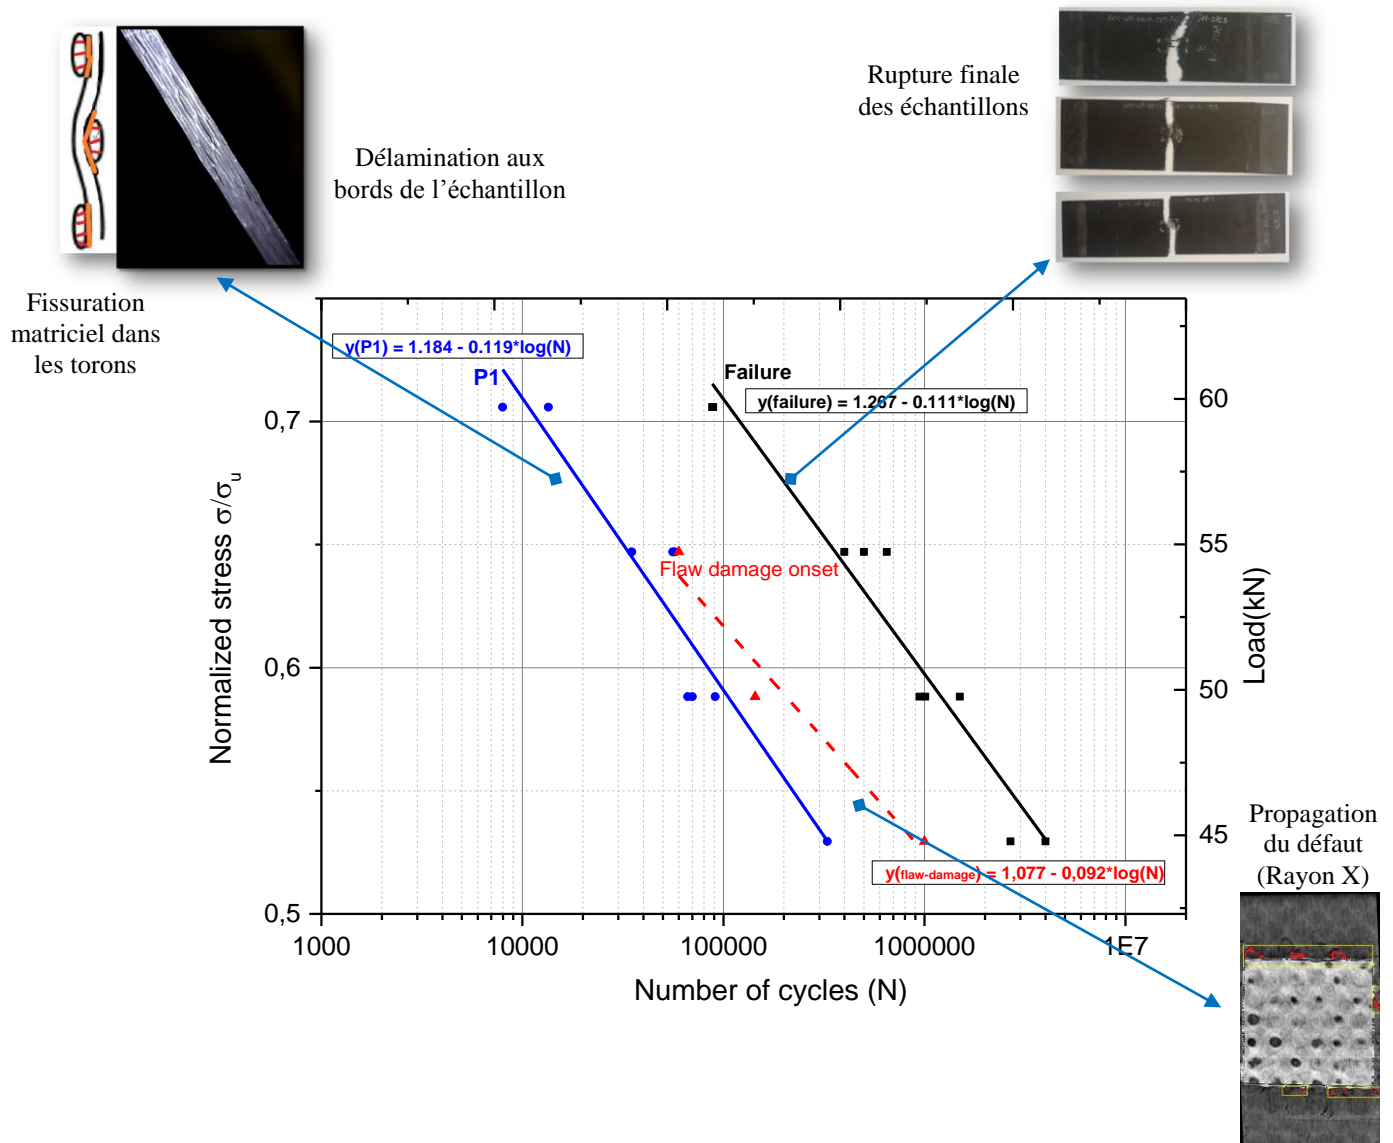 Rupture finale
des échantillons
Délamination aux
bords de l'échantillon
Fissuration
matriciel dans
les torons
y(P1) = 1.184 - 0.119*log(N)
P1
Failure
y(failure) = 1.267 - 0.111*log(N)
Flaw damage onset
y(flaw-damage) = 1,077 - 0,092*log(N)
0,7
0,6
0,5
Normalized stress σ/σu
60
55
50
45
Load(kN)
1000
10000
100000
1000000
1E7
Number of cycles (N)
Propagation
du défaut
(Rayon X)